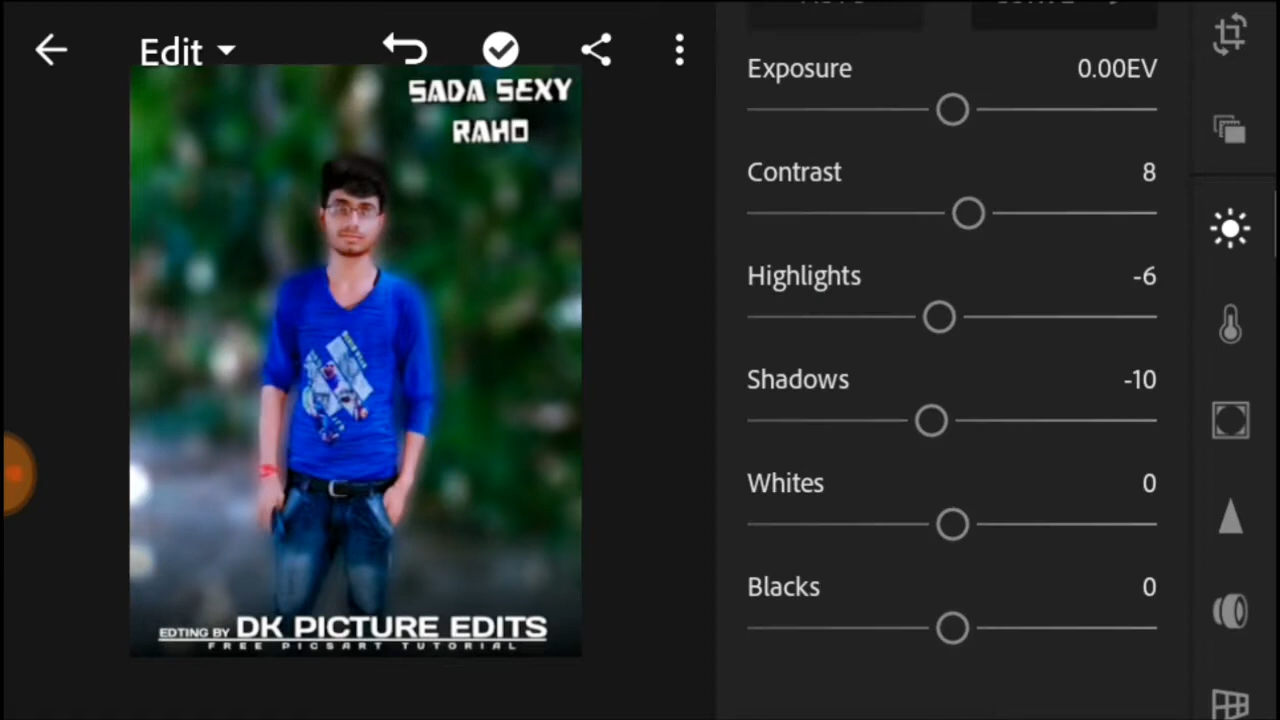 Edit
SADA SEXY
RAHO
EDTING BY DK PICTURE EDITS
FREE PICSART TUTORIAL
Exposure 0.00EV
Contrast 8
Highlights -6
Shadows -10
Whites 0
Blacks 0